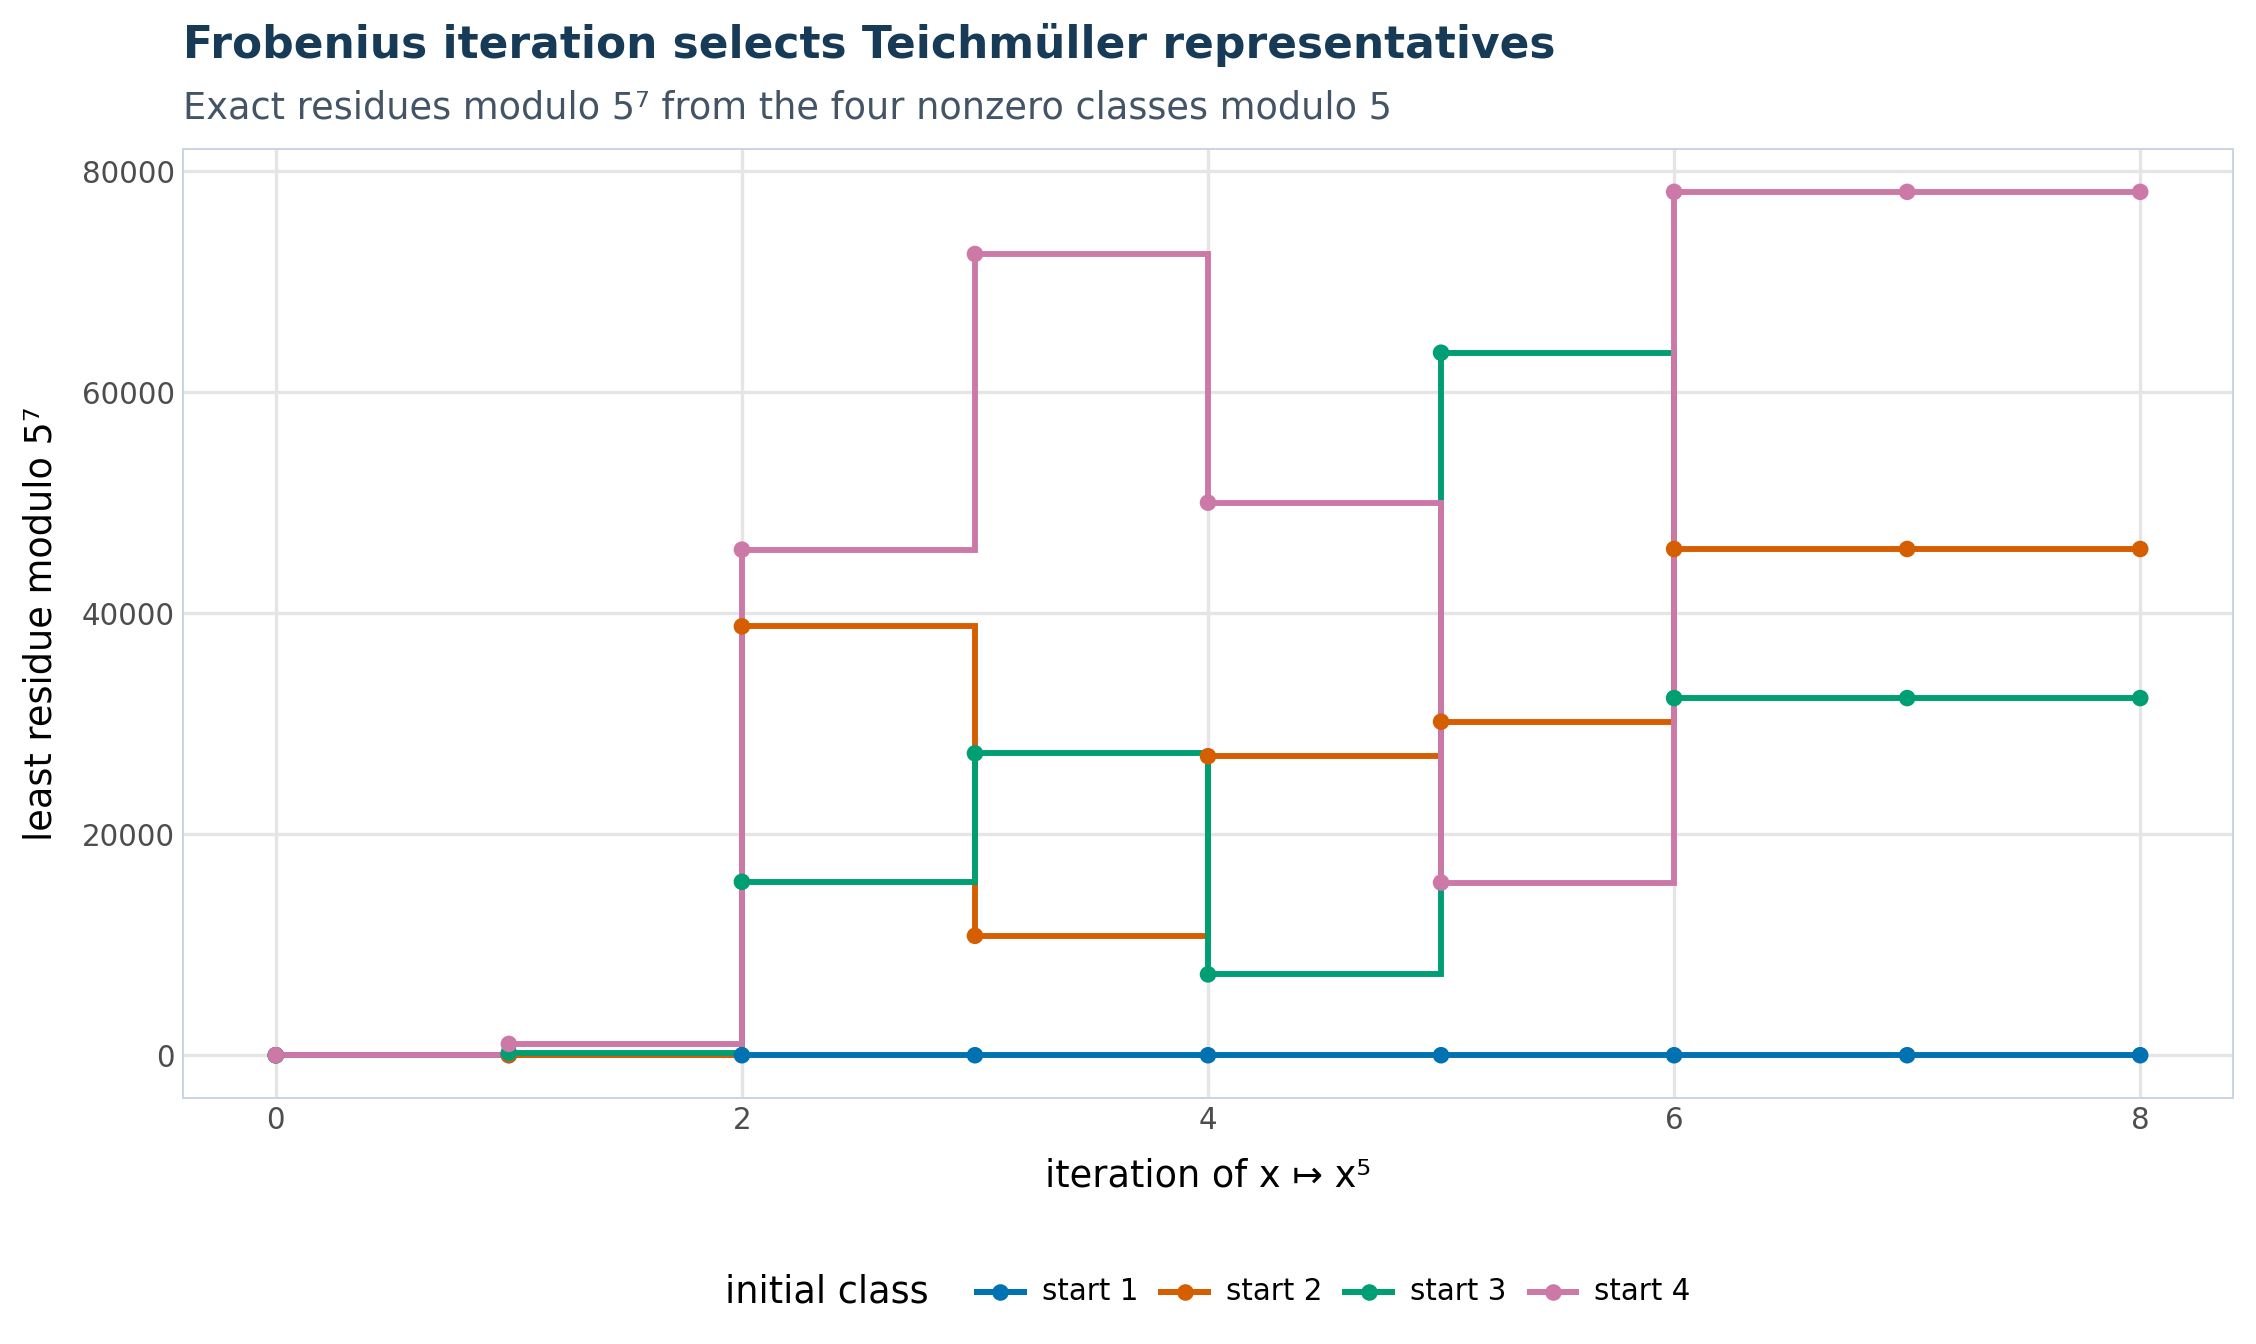 Frobenius iteration selects Teichmüller representatives
Exact residues modulo 5⁷ from the four nonzero classes modulo 5
least residue modulo 5⁷
80000
60000
40000
20000
0
0 2 4 6 8
iteration of x ↦ x⁵
initial class start 1 start 2 start 3 start 4